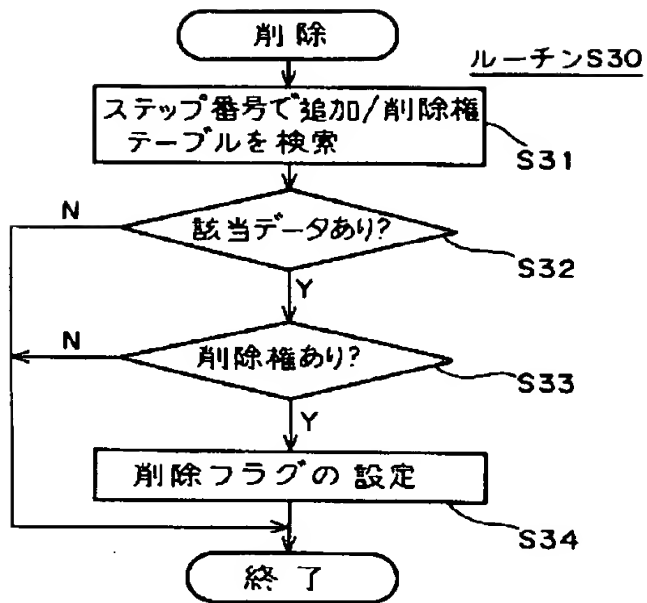 削除
ルーチンS30
ステップ番号で追加/削除権
テーブルを検索
S31
N
該当データあり?
S32
Y
N
削除権あり?
S33
Y
削除フラグの設定
S34
終了